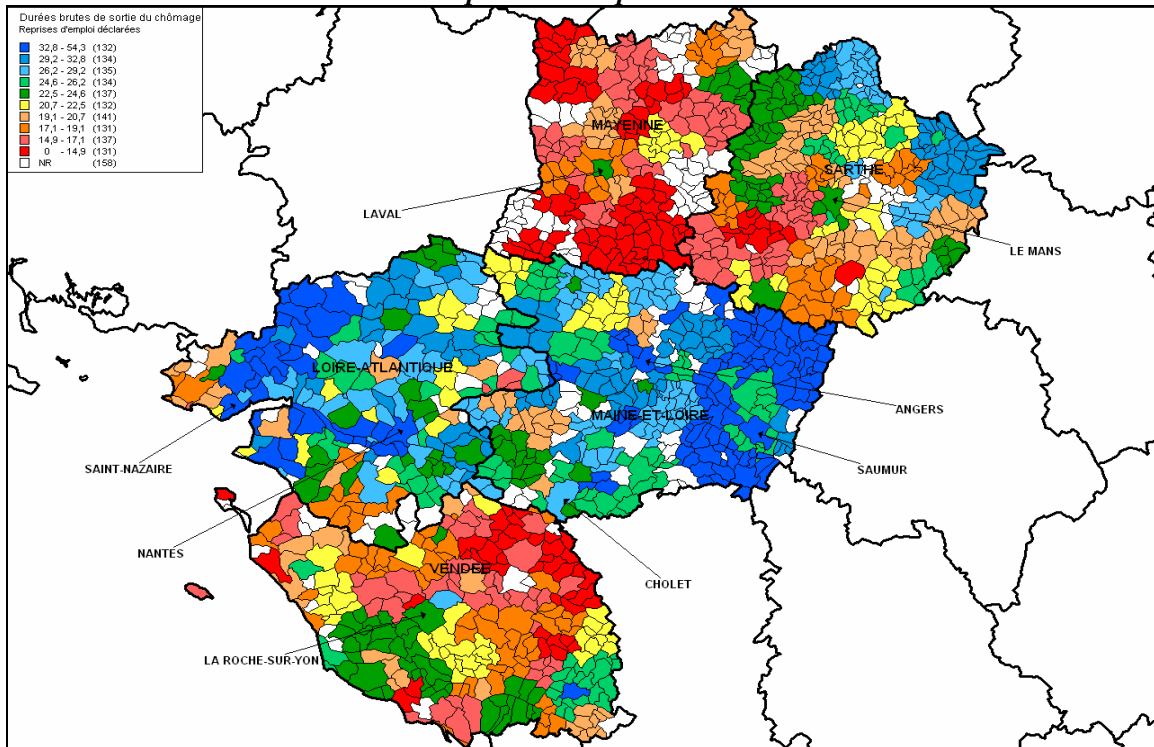 Durées brutes de sortie du chômage
Reprises d'emploi déclarées
32,8 - 54,3 (132)
29,2 - 32,8 (134)
26,2 - 29,2 (135)
24,6 - 26,2 (134)
22,5 - 24,6 (137)
20,7 - 22,5 (132)
19,1 - 20,7 (141)
17,1 - 19,1 (131)
14,9 - 17,1 (137)
0 - 14,9 (131)
NR (158)
MAYENNE
SARTHE
LAVAL
LE MANS
LOIRE-ATLANTIQUE
MAINE-ET-LOIRE
ANGERS
SAINT-NAZAIRE
SAUMUR
NANTES
VENDEE
CHOLET
LA ROCHE-SUR-YON